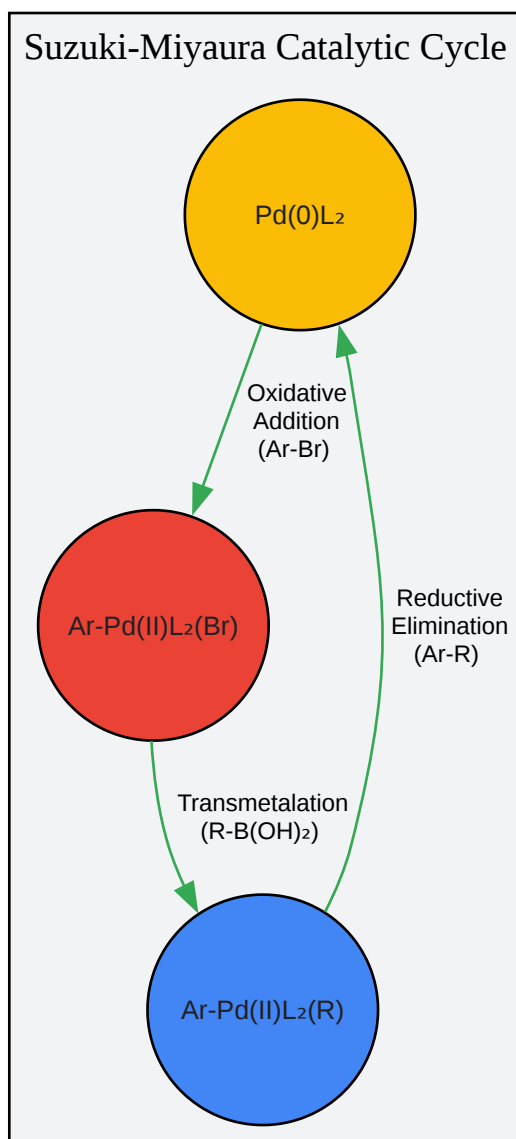 Suzuki-Miyaura Catalytic Cycle
Pd(0)L₂
Oxidative
Addition
(Ar-Br)
Ar-Pd(II)L₂(Br)
Reductive
Elimination
(Ar-R)
Transmetalation
(R-B(OH)₂)
Ar-Pd(II)L₂(R)